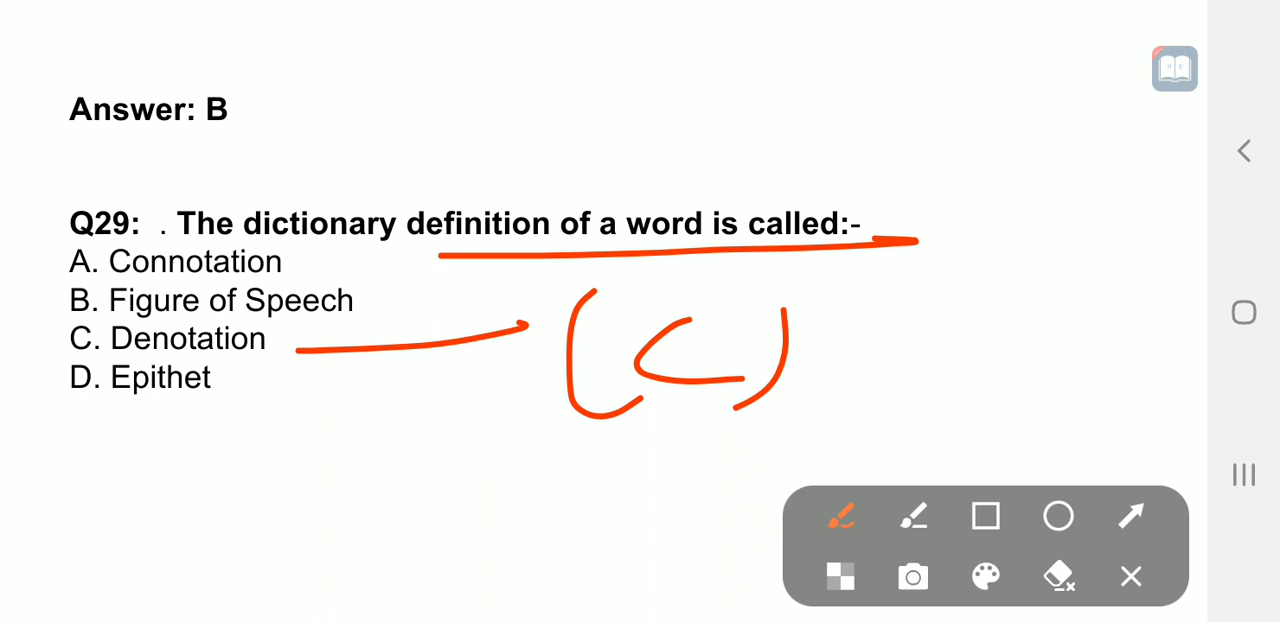 Answer: B
Q29: . The dictionary definition of a word is called:-
A. Connotation
B. Figure of Speech
C. Denotation
D. Epithet
(C)